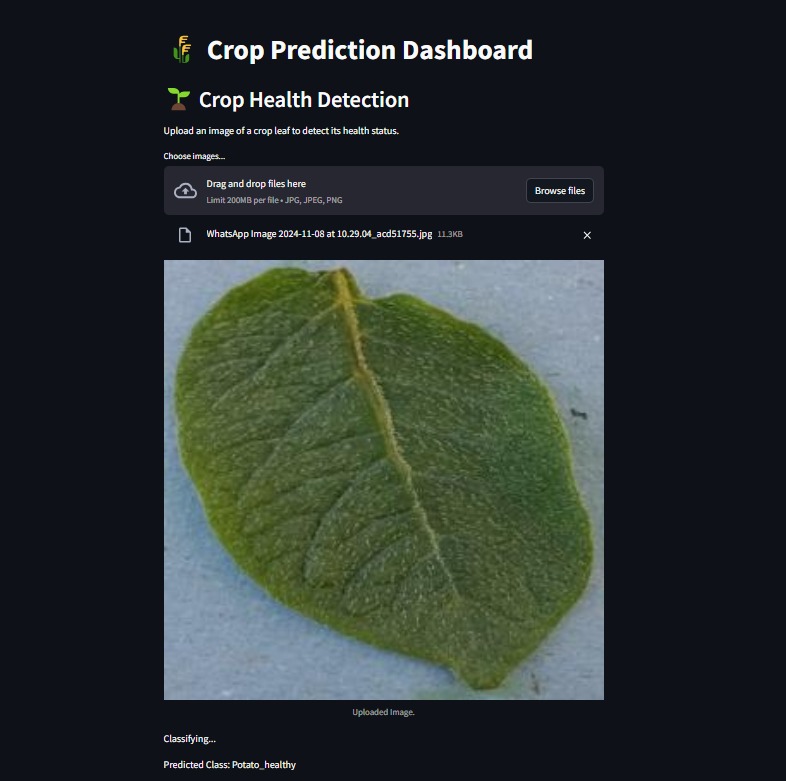 Crop Prediction Dashboard
Crop Health Detection
Upload an image of a crop leaf to detect its health status.
Choose images...
Drag and drop files here
Limit 200MB per file • JPG, JPEG, PNG
Browse files
WhatsApp Image 2024-11-08 at 10.29.04_acd51755.jpg 11.3KB
Uploaded Image.
Classifying...
Predicted Class: Potato_healthy